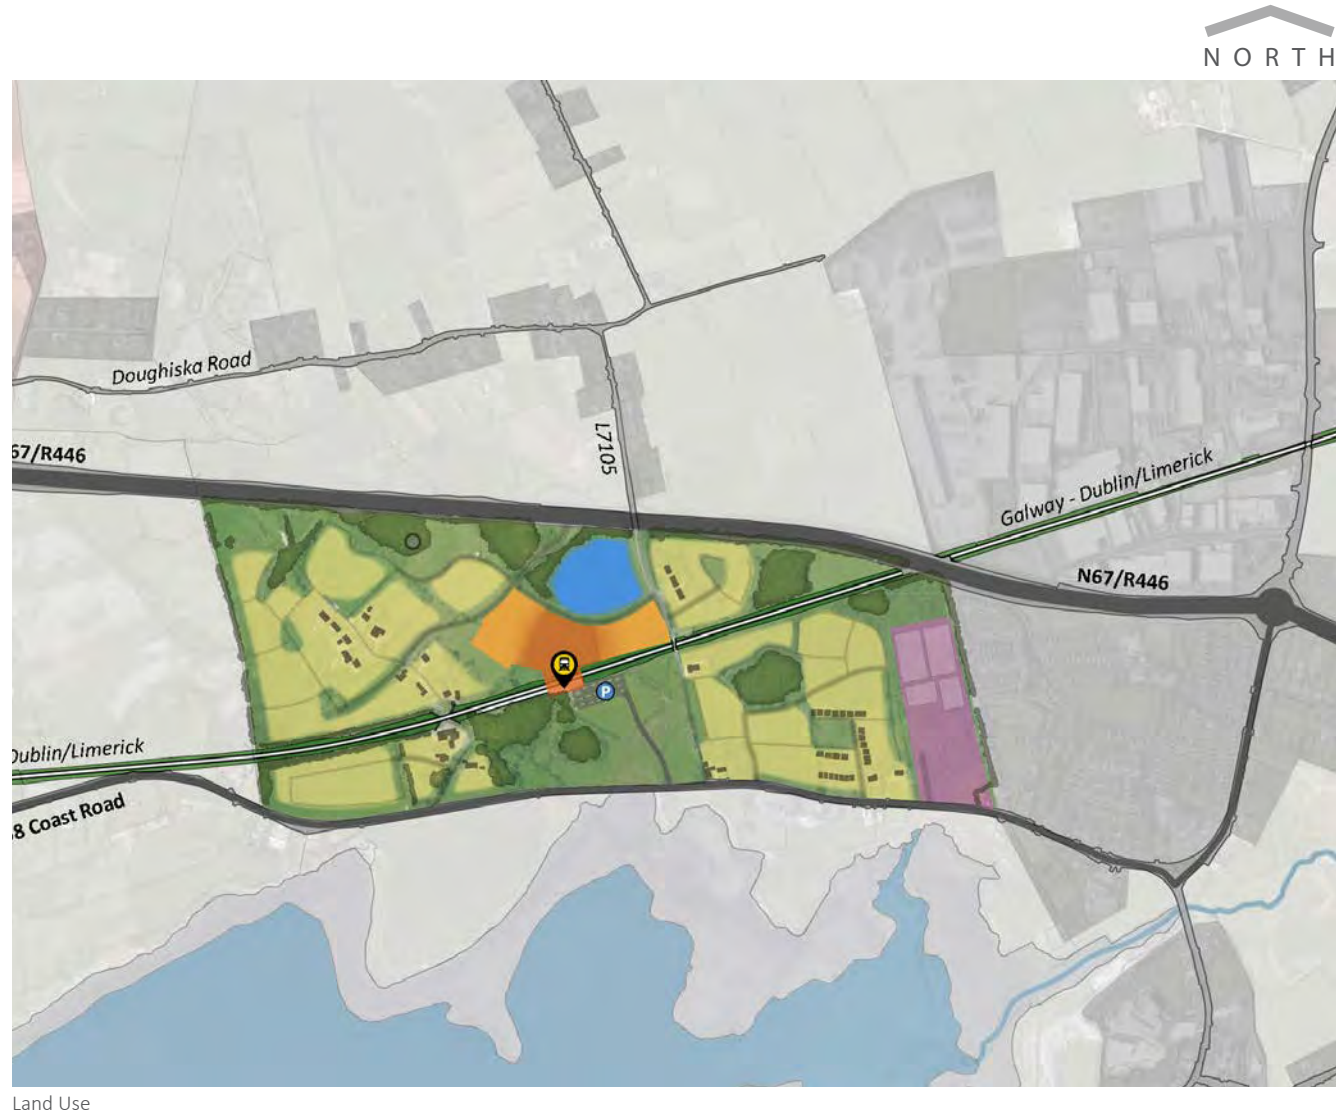 NORTH
Doughiska Road
L7105
67/R446
Galway - Dublin/Limerick
N67/R446
P
Dublin/Limerick
8 Coast Road
Land Use